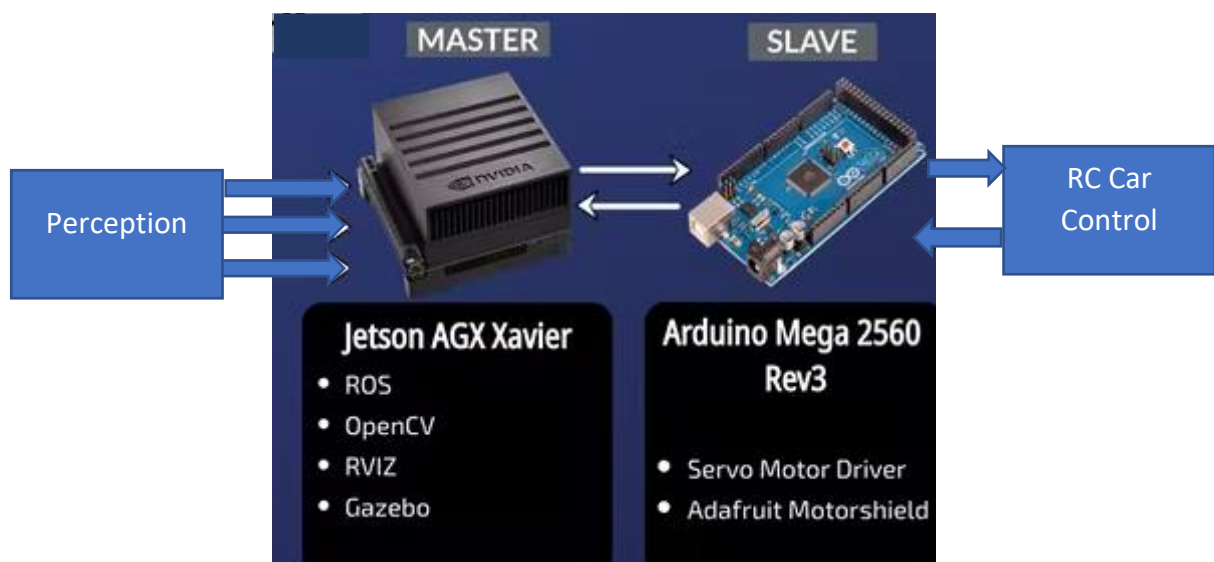 MASTER
SLAVE
Perception
NVIDIA
RC Car
Control
Jetson AGX Xavier
• ROS
• OpenCV
• RVIZ
• Gazebo
Arduino Mega 2560
Rev3
• Servo Motor Driver
• Adafruit Motorshield